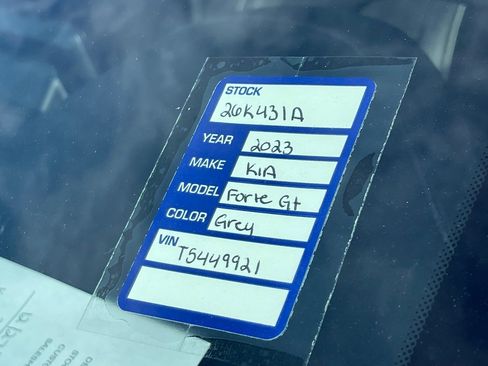 STOCK
26K431A
YEAR 2023
MAKE KIA
MODEL Forte Gt
COLOR Grey
VIN
T5449921